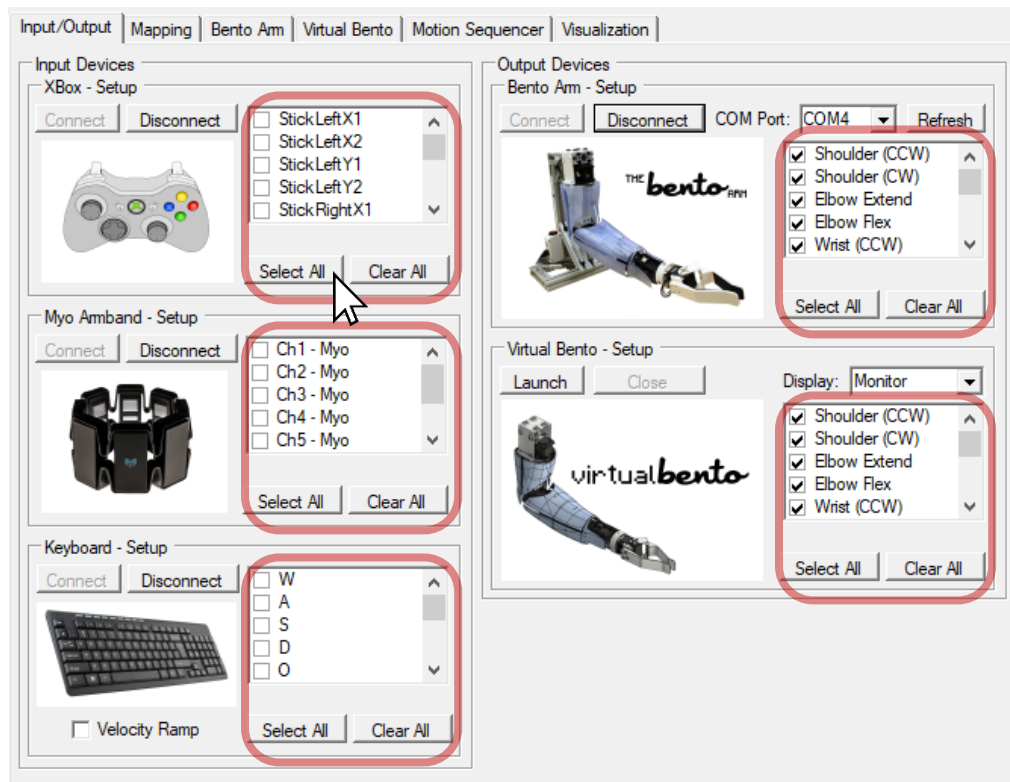 Input/Output Mapping Bento Arm Virtual Bento Motion Sequencer Visualization
Input Devices
XBox - Setup
Connect Disconnect
StickLeftX1
StickLeftX2
StickLeftY1
StickLeftY2
StickRightX1
Select All Clear All
Myo Armband - Setup
Connect Disconnect
Ch1 - Myo
Ch2 - Myo
Ch3 - Myo
Ch4 - Myo
Ch5 - Myo
Select All Clear All
Keyboard - Setup
Connect Disconnect
W
A
S
D
O
Velocity Ramp
Select All Clear All
Output Devices
Bento Arm - Setup
Connect Disconnect COM Port: COM4 Refresh
THE bento ARM
Shoulder (CCW)
Shoulder (CW)
Elbow Extend
Elbow Flex
Wrist (CCW)
Select All Clear All
Virtual Bento - Setup
Launch Close Display: Monitor
virtualbento
Shoulder (CCW)
Shoulder (CW)
Elbow Extend
Elbow Flex
Wrist (CCW)
Select All Clear All